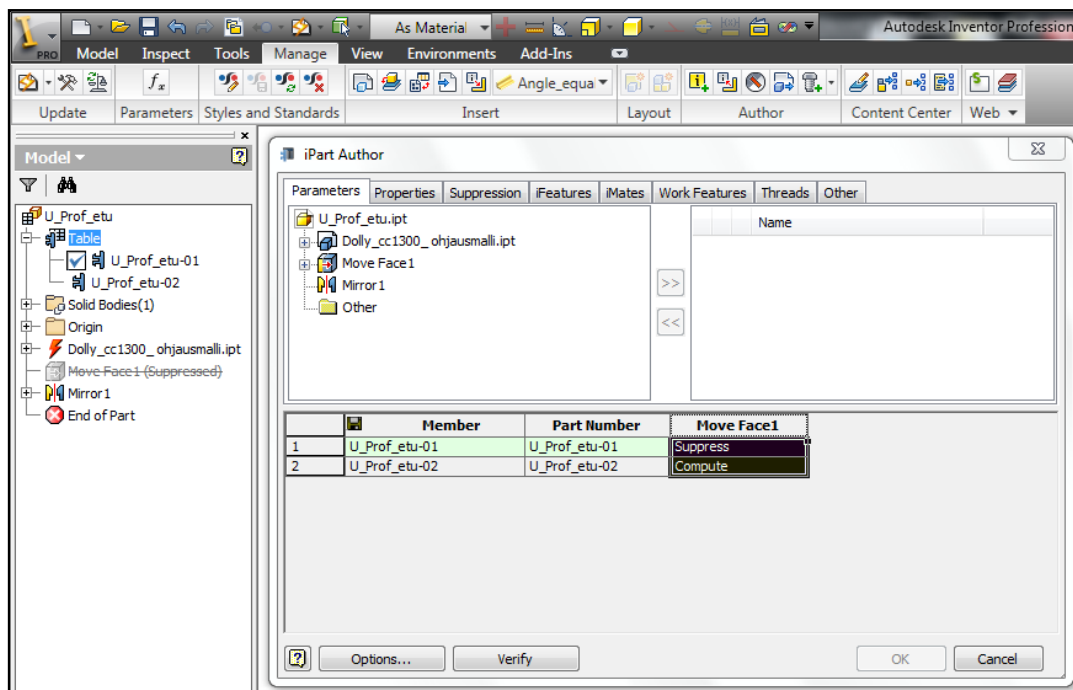 As Material
Autodesk Inventor Profession
PRO
Model Inspect Tools Manage View Environments Add-Ins
fx
Angle_equa
Update Parameters Styles and Standards Insert Layout Author Content Center Web
Model
iPart Author
Parameters Properties Suppression iFeatures iMates Work Features Threads Other
U_Prof_etu
Table
U_Prof_etu-01
U_Prof_etu-02
Solid Bodies(1)
Origin
Dolly_cc1300_ ohjausmalli.ipt
Move Face1 (Suppressed)
Mirror1
End of Part
U_Prof_etu.ipt
Dolly_cc1300_ ohjausmalli.ipt
Move Face1
Mirror1
Other
>>
<<
Name
Member Part Number Move Face1
1 U_Prof_etu-01 U_Prof_etu-01 Suppress
2 U_Prof_etu-02 U_Prof_etu-02 Compute
Options... Verify OK Cancel